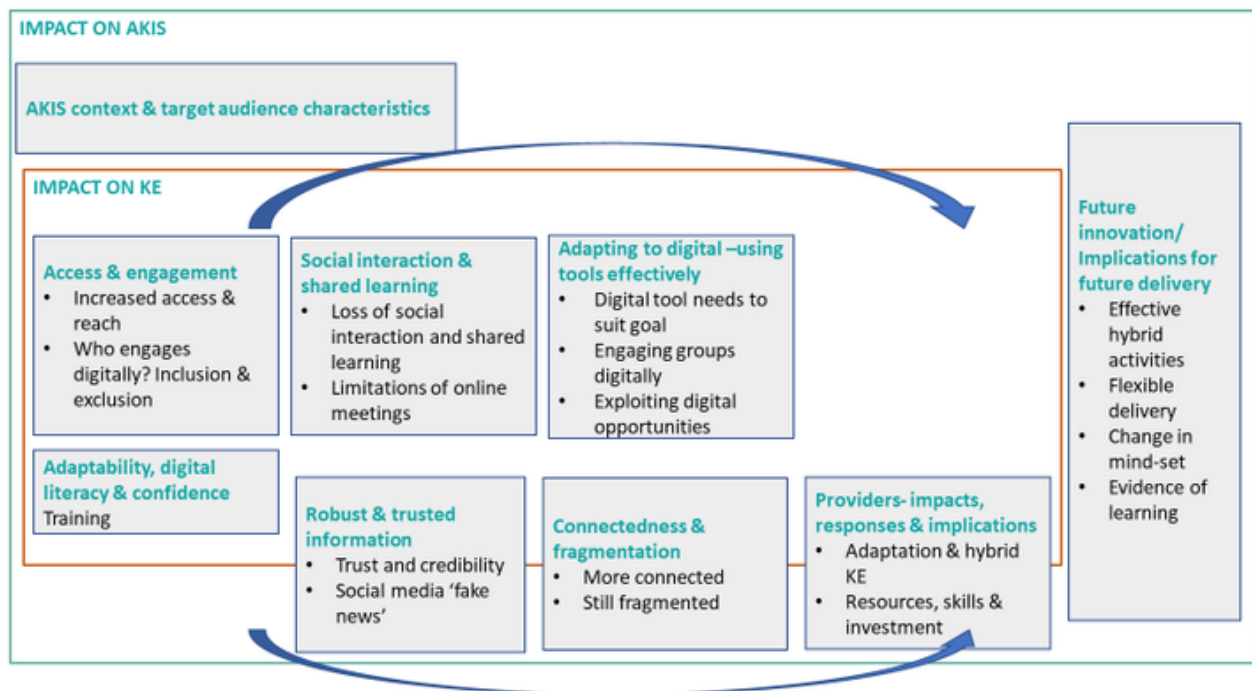 IMPACT ON AKIS
AKIS context & target audience characteristics
IMPACT ON KE
Access & engagement
• Increased access &
reach
• Who engages
digitally? Inclusion &
exclusion
Social interaction &
shared learning
• Loss of social
interaction and shared
learning
• Limitations of online
meetings
Adapting to digital –using
tools effectively
• Digital tool needs to
suit goal
• Engaging groups
digitally
• Exploiting digital
opportunities
Adaptability, digital
literacy & confidence
Training
Robust & trusted
information
• Trust and credibility
• Social media ‘fake
news’
Connectedness &
fragmentation
• More connected
• Still fragmented
Providers- impacts,
responses & implications
• Adaptation & hybrid
KE
• Resources, skills &
investment
Future
innovation/
Implications for
future delivery
• Effective
hybrid
activities
• Flexible
delivery
• Change in
mind-set
• Evidence of
learning